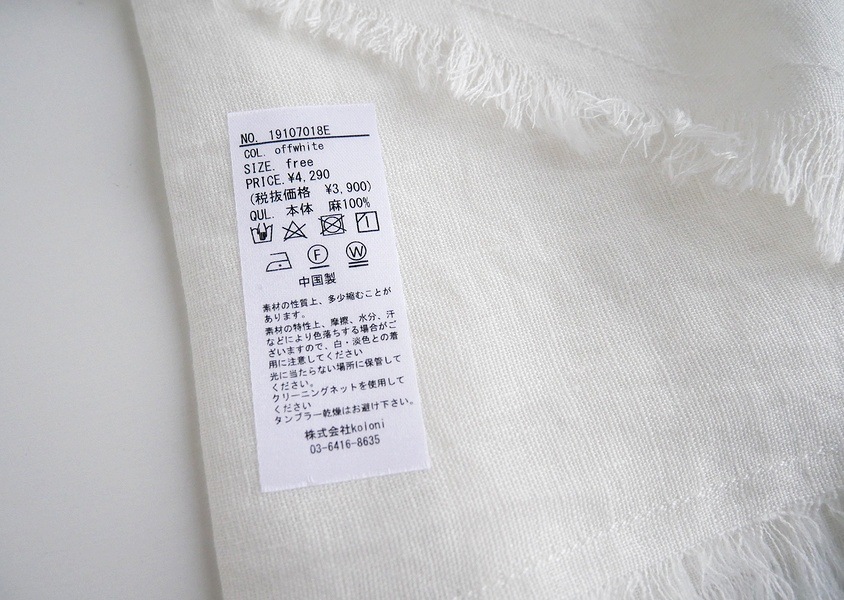 NO. 19107018E
COL. offwhite
SIZE. free
PRICE.¥4,290
(税抜価格 ¥3,900)
QUL. 本体 麻100%
F W
中国製
素材の性質上、多少縮むことが
あります。
素材の特性上、摩擦、水分、汗
などにより色落ちする場合がご
ざいますので、白・淡色との着
用に注意してください
光に当たらない場所に保管して
ください。
クリーニングネットを使用して
ください
タンブラー乾燥はお避け下さい。
株式会社koloni
03-6416-8635